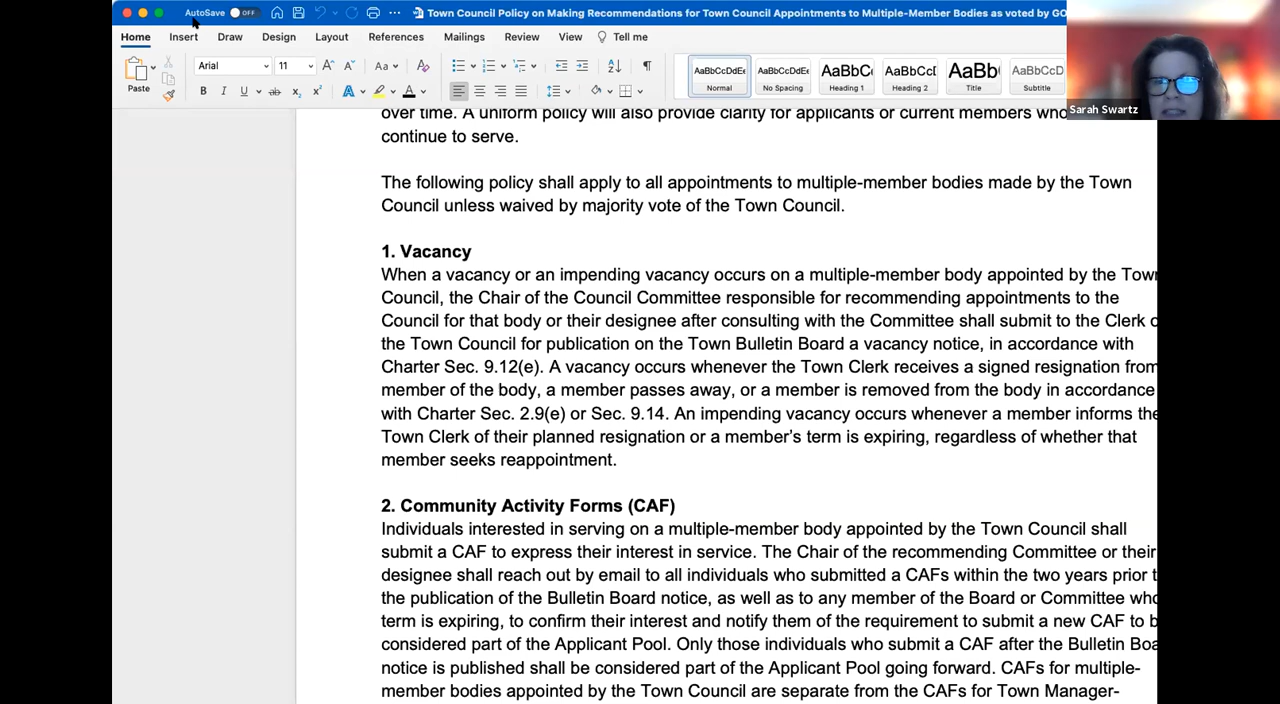 AutoSave OFF
Town Council Policy on Making Recommendations for Town Council Appointments to Multiple-Member Bodies as voted by GO
Home Insert Draw Design Layout References Mailings Review View Tell me
Paste
Arial 11
AaBbCcDdEe AaBbCcDdEe AaBbC AaBbCcD AaBb AaBbCcD
Normal No Spacing Heading 1 Heading 2 Title Subtitle
Sarah Swartz
over time. A uniform policy will also provide clarity for applicants or current members who
continue to serve.
The following policy shall apply to all appointments to multiple-member bodies made by the Town
Council unless waived by majority vote of the Town Council.
1. Vacancy
When a vacancy or an impending vacancy occurs on a multiple-member body appointed by the Town
Council, the Chair of the Council Committee responsible for recommending appointments to the
Council for that body or their designee after consulting with the Committee shall submit to the Clerk o
the Town Council for publication on the Town Bulletin Board a vacancy notice, in accordance with
Charter Sec. 9.12(e). A vacancy occurs whenever the Town Clerk receives a signed resignation from
member of the body, a member passes away, or a member is removed from the body in accordance
with Charter Sec. 2.9(e) or Sec. 9.14. An impending vacancy occurs whenever a member informs the
Town Clerk of their planned resignation or a member's term is expiring, regardless of whether that
member seeks reappointment.
2. Community Activity Forms (CAF)
Individuals interested in serving on a multiple-member body appointed by the Town Council shall
submit a CAF to express their interest in service. The Chair of the recommending Committee or their
designee shall reach out by email to all individuals who submitted a CAFs within the two years prior t
the publication of the Bulletin Board notice, as well as to any member of the Board or Committee who
term is expiring, to confirm their interest and notify them of the requirement to submit a new CAF to b
considered part of the Applicant Pool. Only those individuals who submit a CAF after the Bulletin Boa
notice is published shall be considered part of the Applicant Pool going forward. CAFs for multiple-
member bodies appointed by the Town Council are separate from the CAFs for Town Manager-